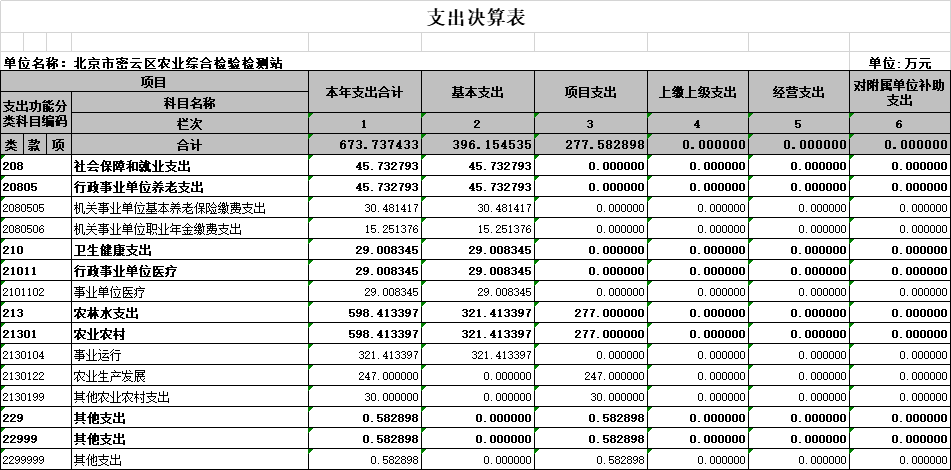 支出决算表
单位名称：北京市密云区农业综合检验检测站 单位：万元
项目 本年支出合计 基本支出 项目支出 上缴上级支出 经营支出 对附属单位补助支出
支出功能分类科目编码 科目名称
栏次 1 2 3 4 5 6
类 款 项 合计 673.737433 396.154535 277.582898 0.000000 0.000000 0.000000
208 社会保障和就业支出 45.732793 45.732793 0.000000 0.000000 0.000000 0.000000
20805 行政事业单位养老支出 45.732793 45.732793 0.000000 0.000000 0.000000 0.000000
2080505 机关事业单位基本养老保险缴费支出 30.481417 30.481417 0.000000 0.000000 0.000000 0.000000
2080506 机关事业单位职业年金缴费支出 15.251376 15.251376 0.000000 0.000000 0.000000 0.000000
210 卫生健康支出 29.008345 29.008345 0.000000 0.000000 0.000000 0.000000
21011 行政事业单位医疗 29.008345 29.008345 0.000000 0.000000 0.000000 0.000000
2101102 事业单位医疗 29.008345 29.008345 0.000000 0.000000 0.000000 0.000000
213 农林水支出 598.413397 321.413397 277.000000 0.000000 0.000000 0.000000
21301 农业农村 598.413397 321.413397 277.000000 0.000000 0.000000 0.000000
2130104 事业运行 321.413397 321.413397 0.000000 0.000000 0.000000 0.000000
2130122 农业生产发展 247.000000 0.000000 247.000000 0.000000 0.000000 0.000000
2130199 其他农业农村支出 30.000000 0.000000 30.000000 0.000000 0.000000 0.000000
229 其他支出 0.582898 0.000000 0.582898 0.000000 0.000000 0.000000
22999 其他支出 0.582898 0.000000 0.582898 0.000000 0.000000 0.000000
2299999 其他支出 0.582898 0.000000 0.582898 0.000000 0.000000 0.000000